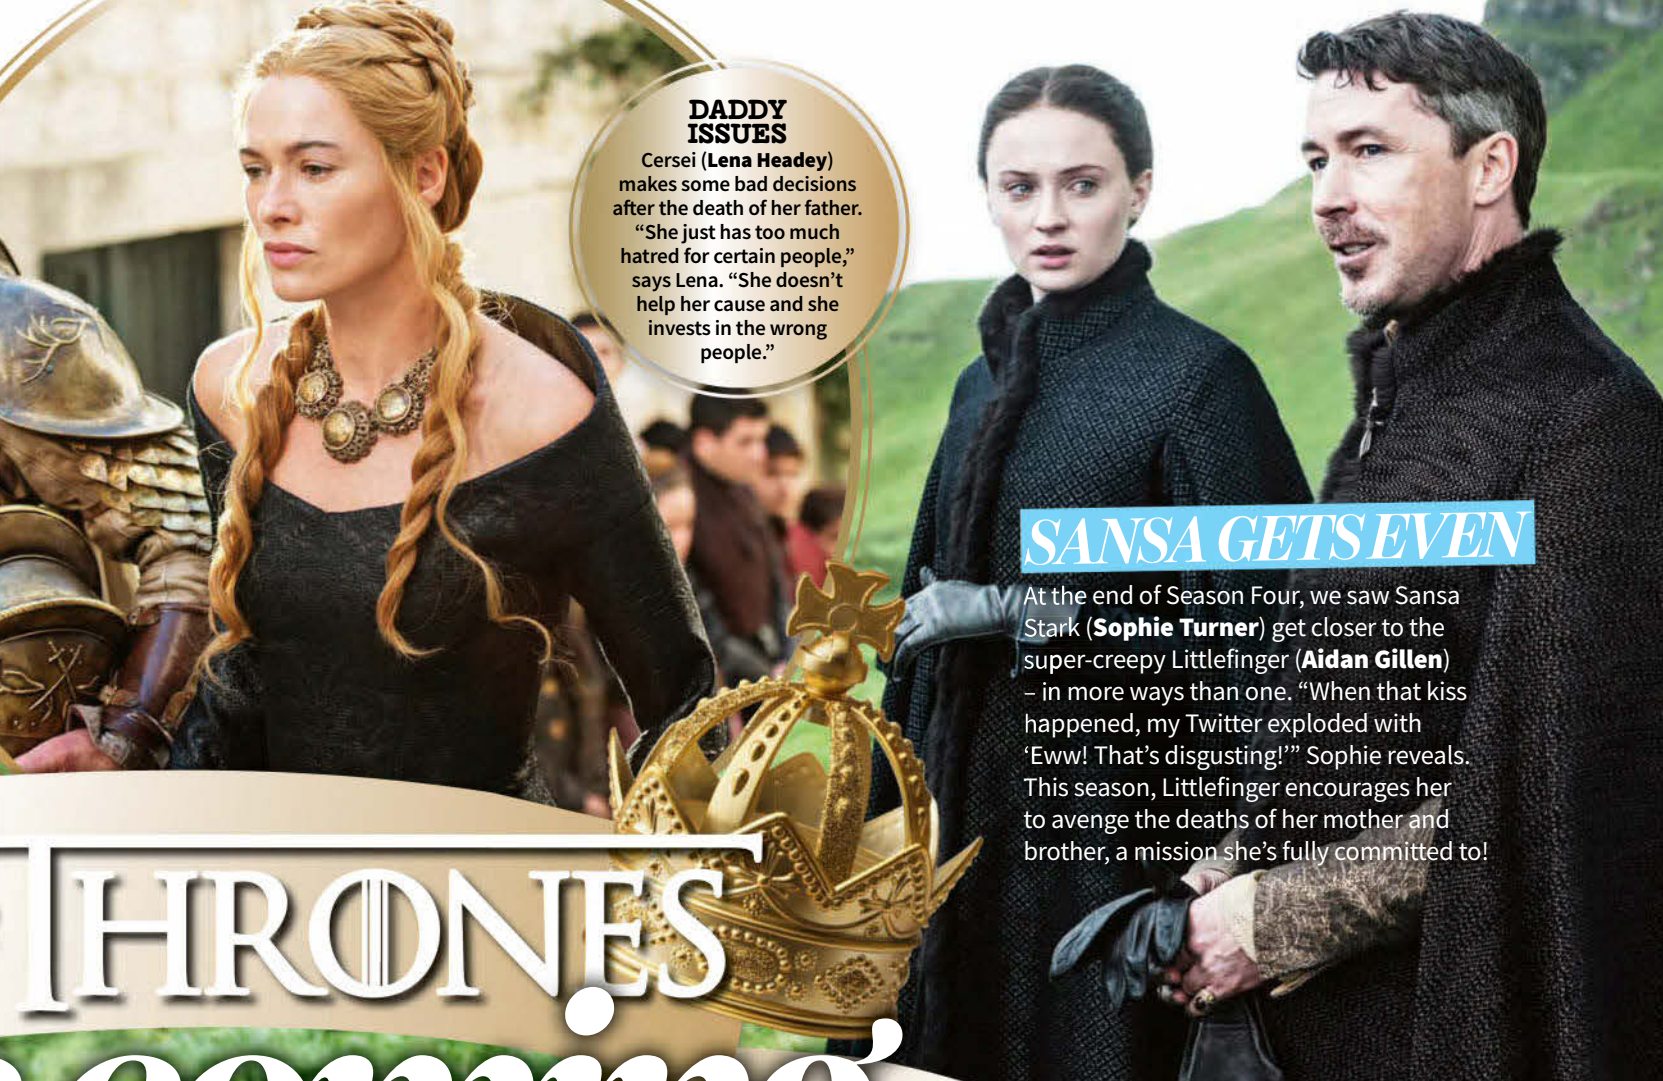 DADDY
ISSUES
Cersei (Lena Headey)
makes some bad decisions
after the death of her father.
“She just has too much
hatred for certain people,”
says Lena. “She doesn’t
help her cause and she
invests in the wrong
people.”
SANSA GETS EVEN
At the end of Season Four, we saw Sansa
Stark (Sophie Turner) get closer to the
super-creepy Littlefinger (Aidan Gillen)
– in more ways than one. “When that kiss
happened, my Twitter exploded with
‘Eww! That’s disgusting!’” Sophie reveals.
This season, Littlefinger encourages her
to avenge the deaths of her mother and
brother, a mission she’s fully committed to!
THRONES
coming